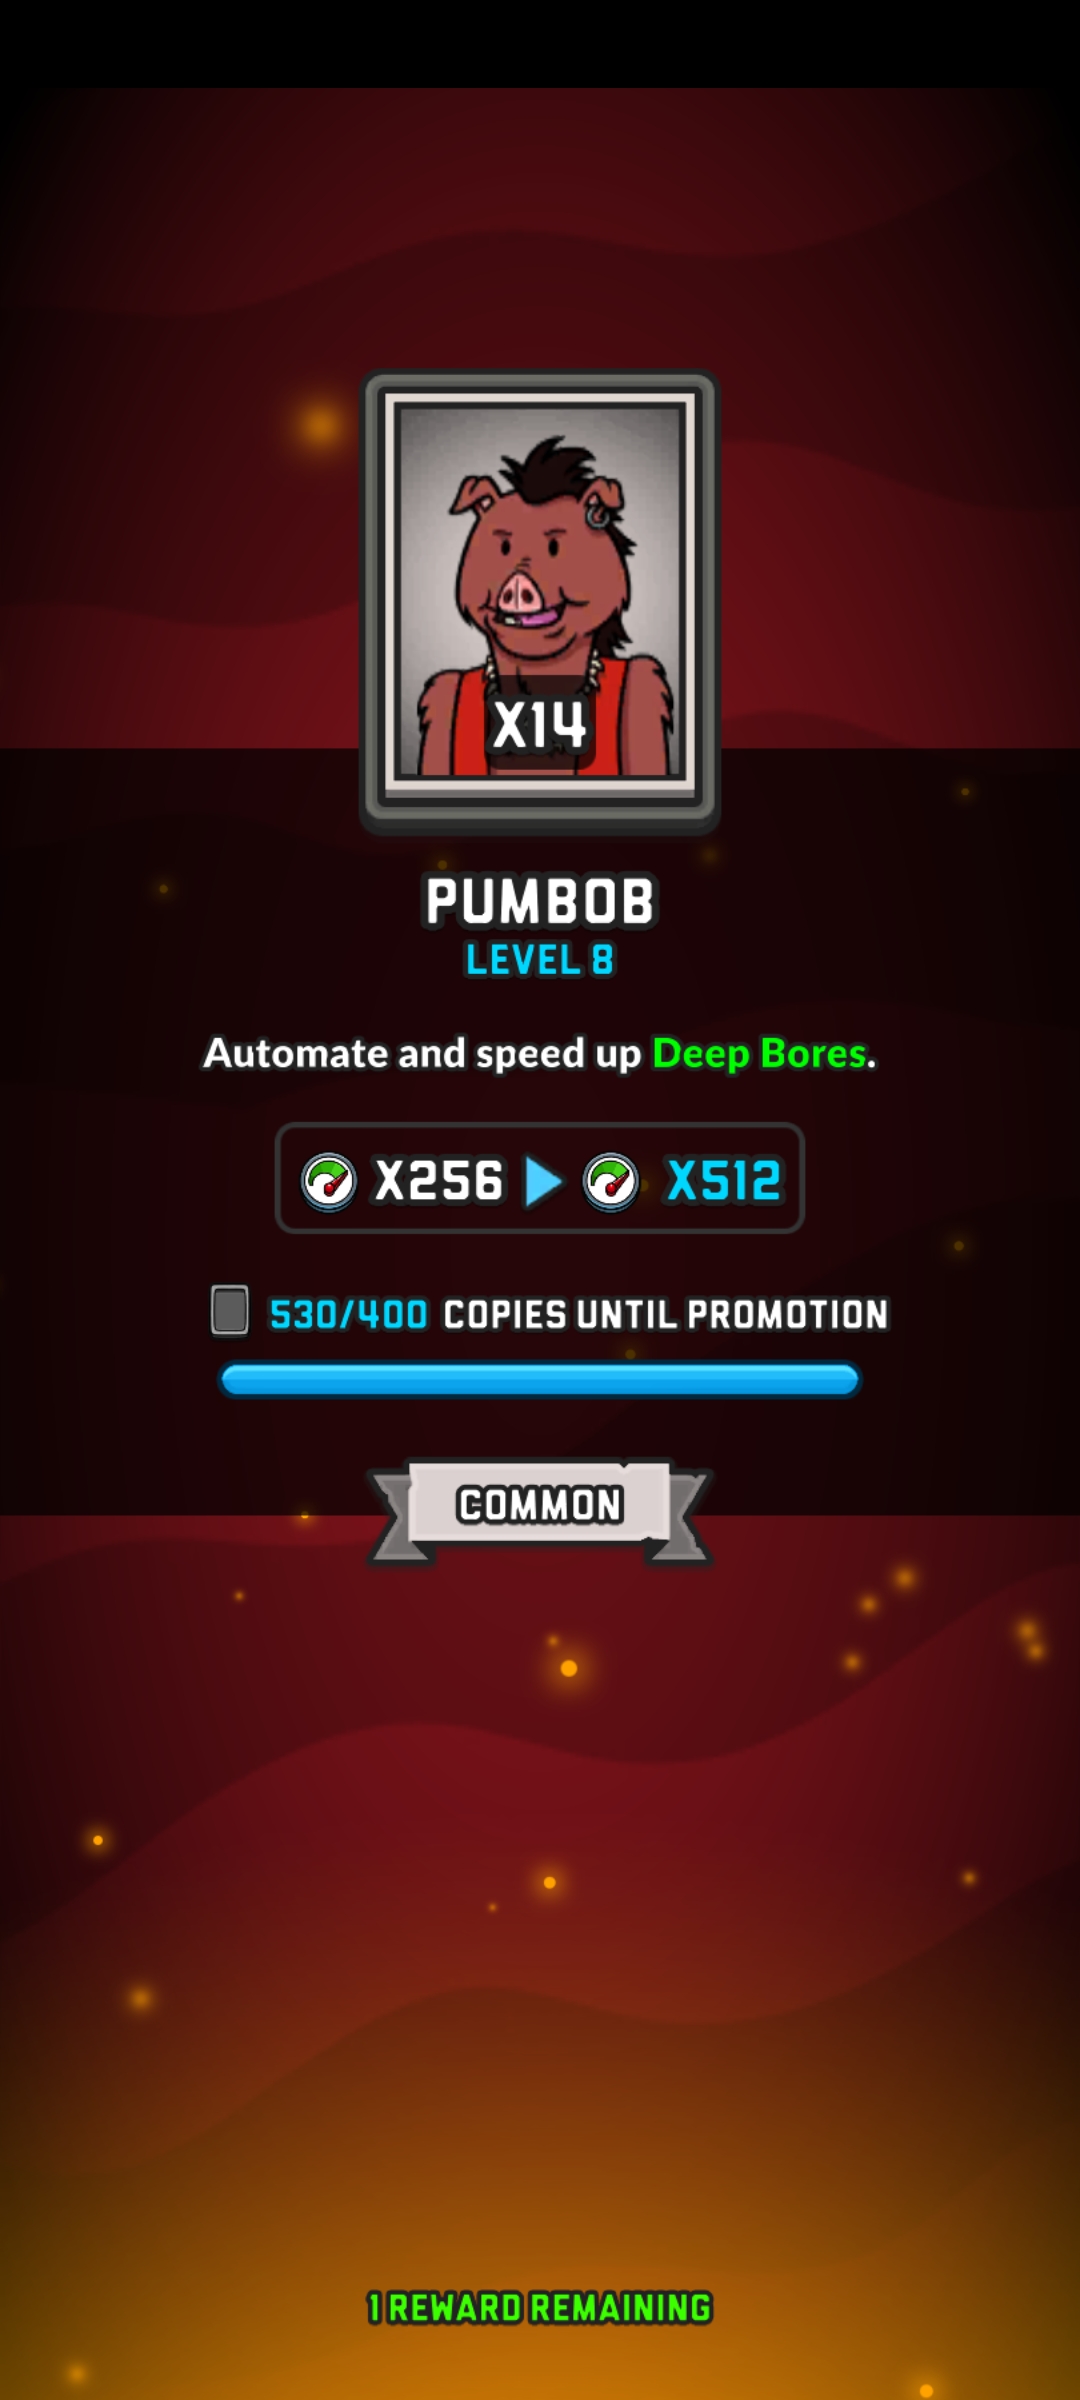 X14
PUMBOB
LEVEL 8
Automate and speed up Deep Bores.
X256 X512
530/400 COPIES UNTIL PROMOTION
COMMON
1 REWARD REMAINING